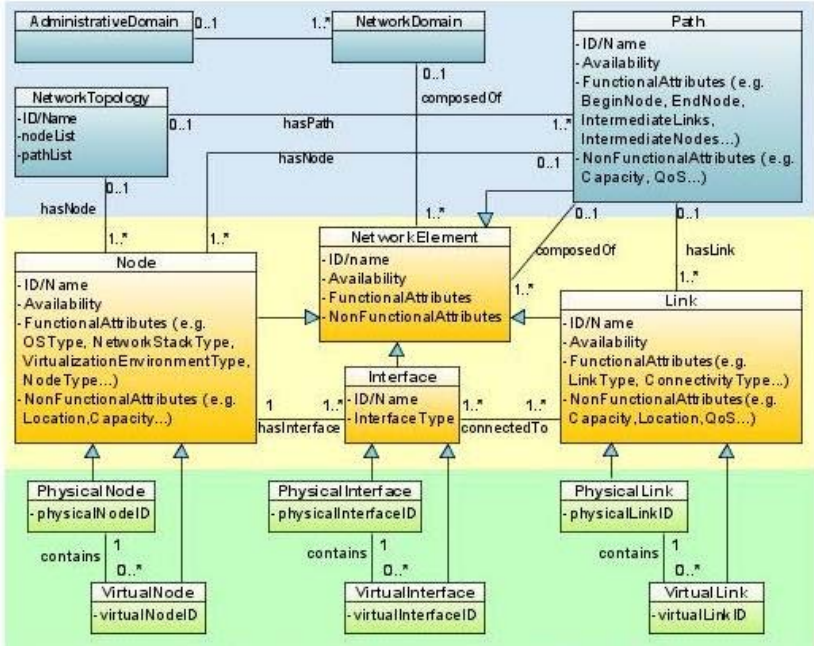 AdministrativeDomain
0..1
1..*
NetworkDomain
0..1
composedOf
Path
- ID/Name
- Availability
- FunctionalAttributes (e.g.
BeginNode, EndNode,
IntermediateLinks,
IntermediateNodes...)
- NonFunctionalAttributes (e.g.
Capacity, QoS...)
NetworkTopology
- ID/Name
- nodeList
- pathList
0..1
hasPath
1..*
hasNode
0..1
0..1
hasNode
1..*
1..*
1..*
0..1
0..1
composedOf
hasLink
1..*
1..*
Node
- ID/Name
- Availability
- FunctionalAttributes (e.g.
OSType, NetworkStackType,
VirtualizationEnvironmentType,
NodeType...)
- NonFunctionalAttributes (e.g.
Location,Capacity...)
NetworkElement
- ID/name
- Availability
- FunctionalAttributes
- NonFunctionalAttributes
Link
- ID/Name
- Availability
- FunctionalAttributes(e.g.
LinkType, ConnectivityType...)
- NonFunctionalAttributes(e.g.
Capacity,Location,QoS...)
Interface
- ID/Name
- InterfaceType
1
1..*
hasInterface
1..*
1..*
connectedTo
PhysicalNode
- physicalNodeID
PhysicalInterface
- physicalInterfaceID
PhysicalLink
- physicalLinkID
contains
1
0..*
contains
1
0..*
contains
1
0..*
VirtualNode
- virtualNodeID
VirtualInterface
- virtualInterfaceID
VirtualLink
- virtualLinkID